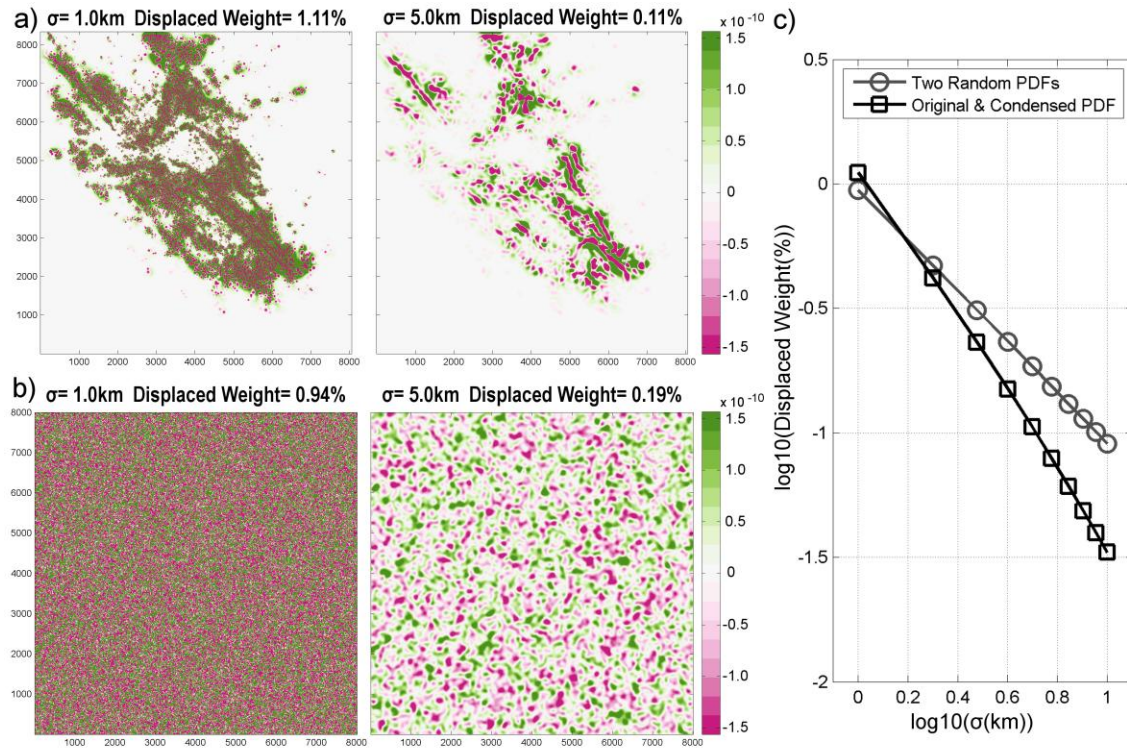 a)
σ= 1.0km Displaced Weight= 1.11%
8000
7000
6000
5000
4000
3000
2000
1000
1000 2000 3000 4000 5000 6000 7000 8000
σ= 5.0km Displaced Weight= 0.11%
1000 2000 3000 4000 5000 6000 7000 8000
x 10⁻¹⁰
1.5
1.0
0.5
0
-0.5
-1.0
-1.5
b)
σ= 1.0km Displaced Weight= 0.94%
8000
7000
6000
5000
4000
3000
2000
1000
1000 2000 3000 4000 5000 6000 7000 8000
σ= 5.0km Displaced Weight= 0.19%
1000 2000 3000 4000 5000 6000 7000 8000
x 10⁻¹⁰
1.5
1.0
0.5
0
-0.5
-1.0
-1.5
c)
Two Random PDFs
Original & Condensed PDF
log10(Displaced Weight(%))
0.5
0
-0.5
-1
-1.5
-2
0 0.2 0.4 0.6 0.8 1
log10(σ(km))